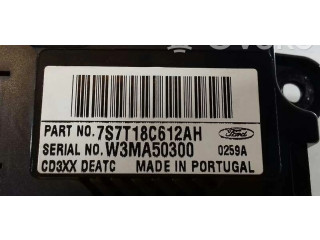 PART NO.7S7T18C612AH
Ford
SERIAL NO.W3MA50300 0259A
CD3XX DEATC MADE IN PORTUGAL